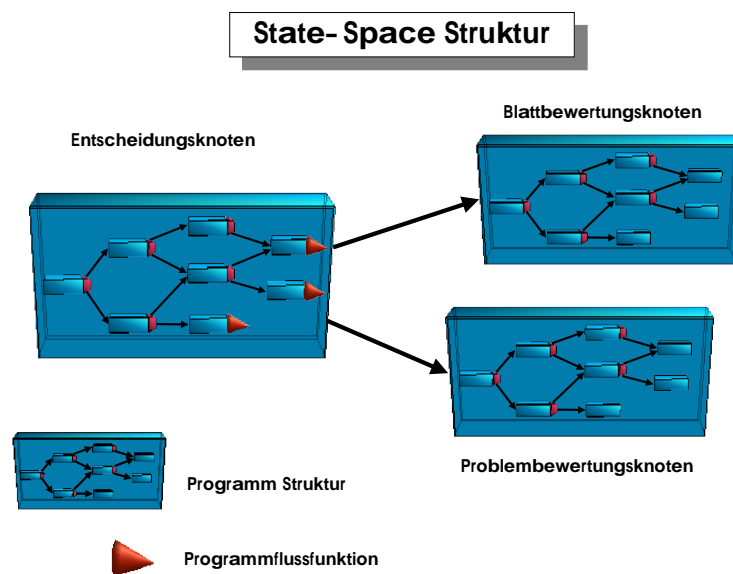 State-Space Struktur
Blattbewertungsknoten
Entscheidungsknoten
Problembewertungsknoten
Programm Struktur
Programmflussfunktion